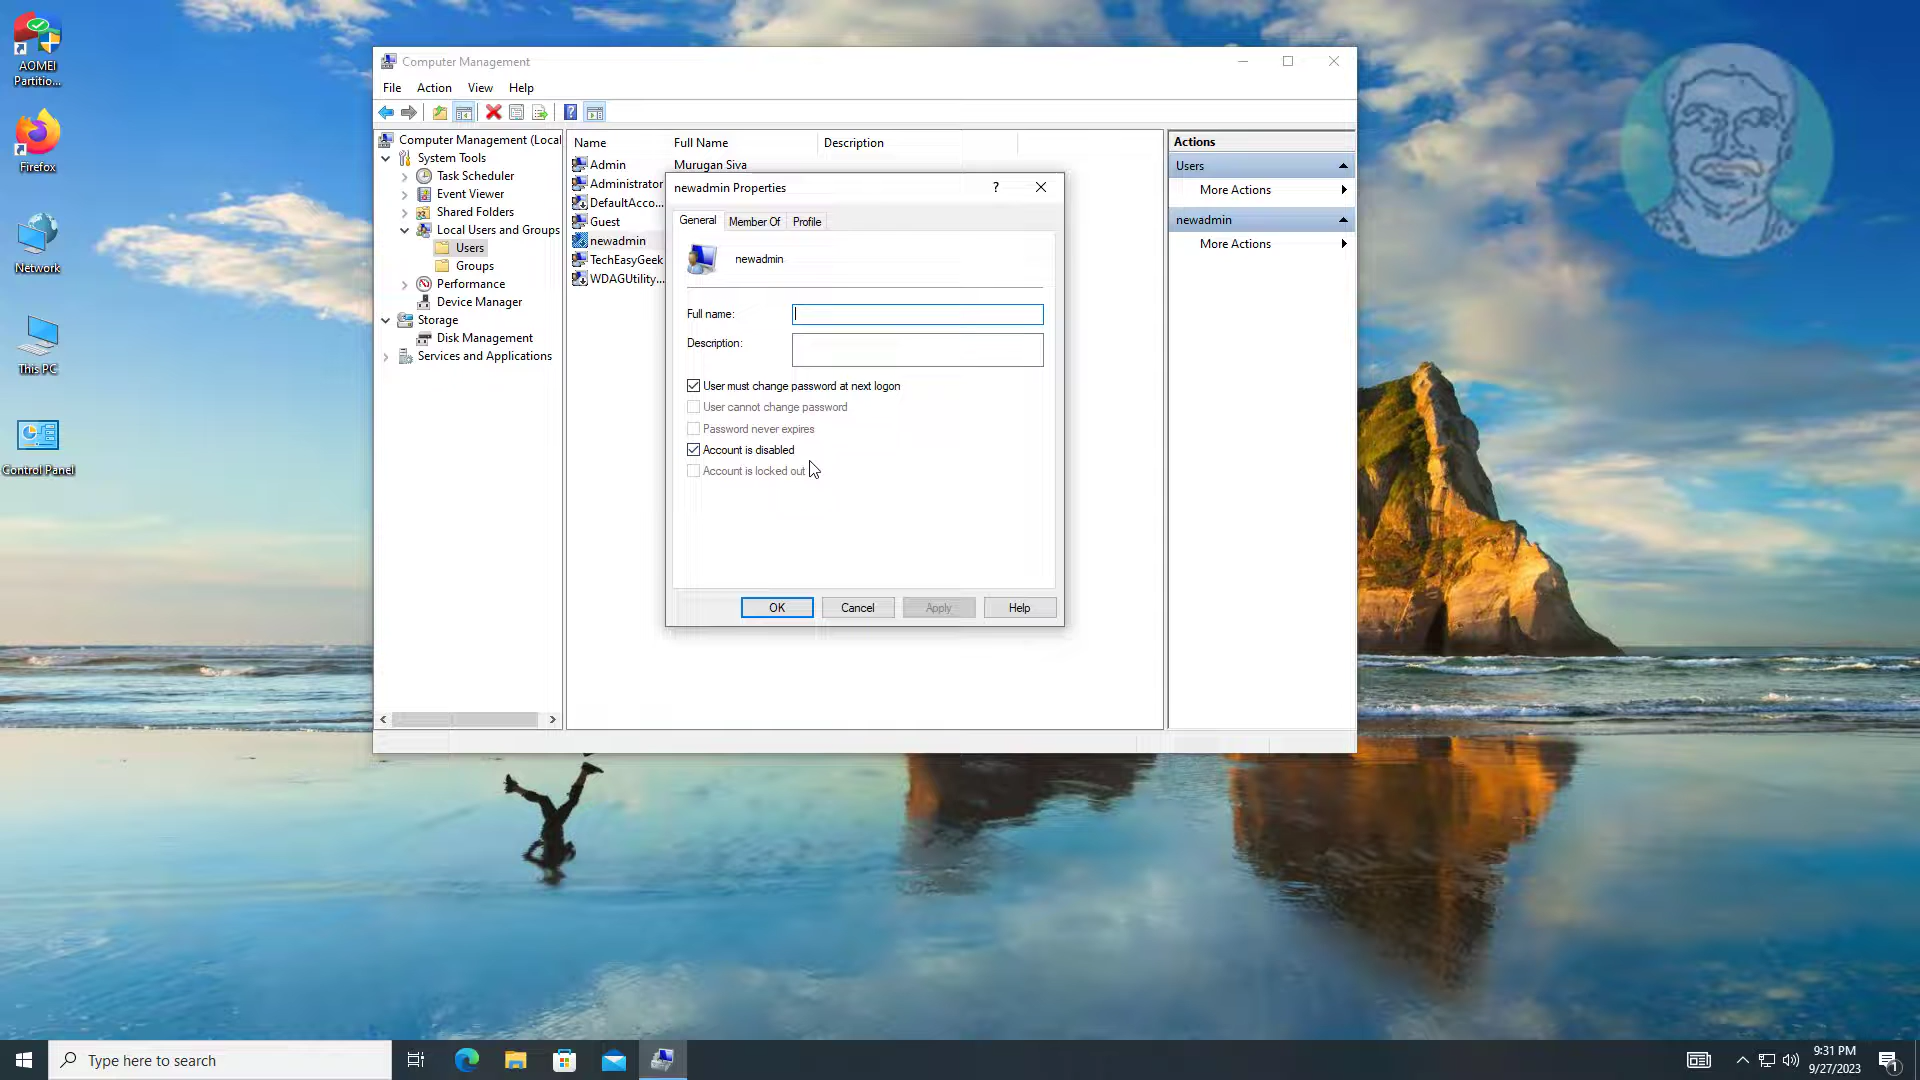 AOMEI
Partitio...
Firefox
Network
This PC
Control Panel
Computer Management
File Action View Help
Computer Management (Local
System Tools
Task Scheduler
Event Viewer
Shared Folders
Local Users and Groups
Users
Groups
Performance
Device Manager
Storage
Disk Management
Services and Applications
Name Full Name Description
Admin Murugan Siva
Administrator
DefaultAcco...
Guest
newadmin
TechEasyGeek
WDAGUtility...
newadmin Properties
General Member Of Profile
newadmin
Full name:
Description:
User must change password at next logon
User cannot change password
Password never expires
Account is disabled
Account is locked out
OK Cancel Apply Help
Actions
Users
More Actions
newadmin
More Actions
Type here to search
9:31 PM
9/27/2023
1